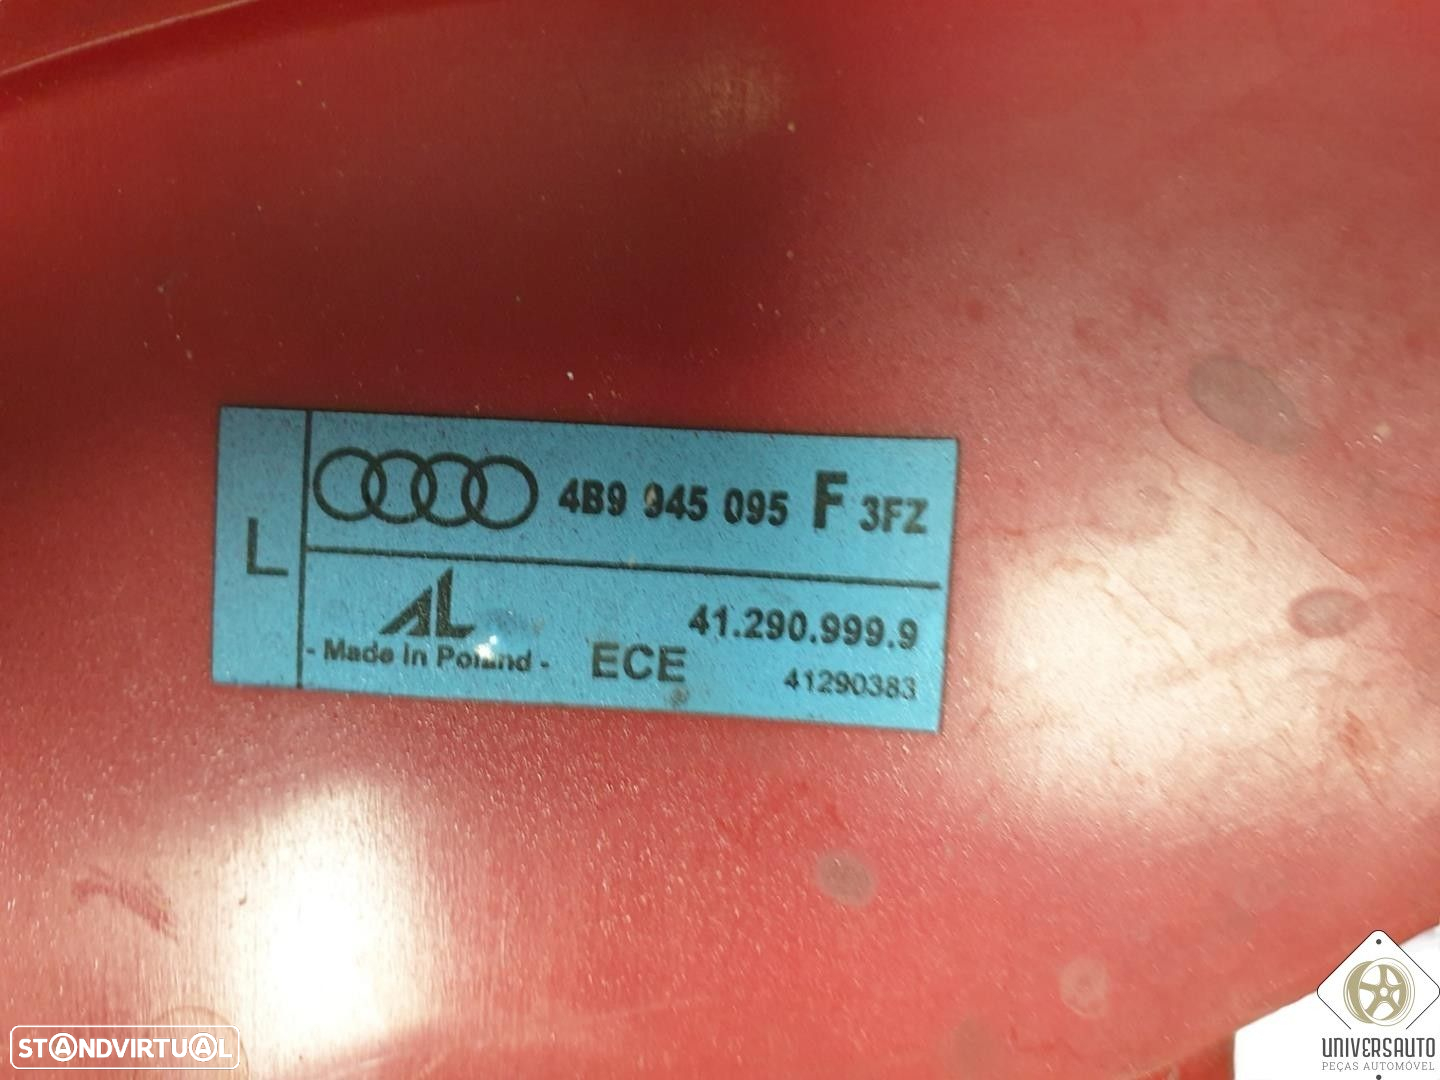 L
4B9 945 095 F 3FZ
AL
- Made in Poland -
ECE
41.290.999.9
41290383
STANDVIRTUAL
UNIVERSAUTO
PEÇAS AUTOMÓVEL